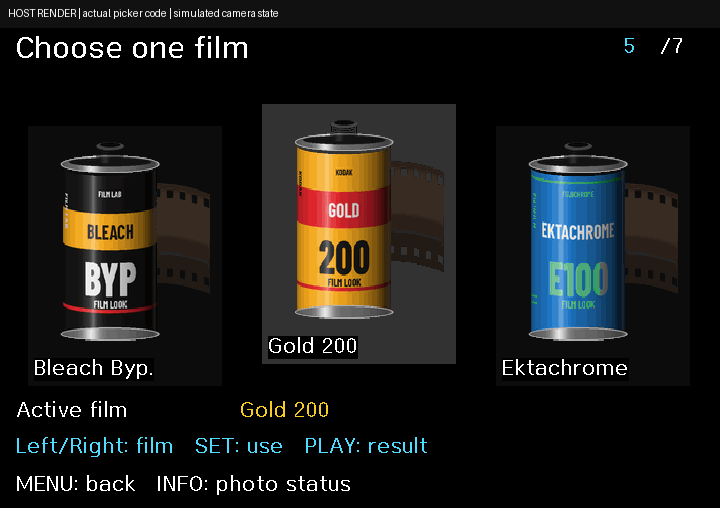 HOST RENDER | actual picker code | simulated camera state
Choose one film
5 /7
FILM LAB
BLEACH
BYP
FILM LOOK
Bleach Byp.
KODAK
GOLD
200
FILM LOOK
Gold 200
EKTACHROME
E100
FILM LOOK
Ektachrome
Active film Gold 200
Left/Right: film SET: use PLAY: result
MENU: back INFO: photo status